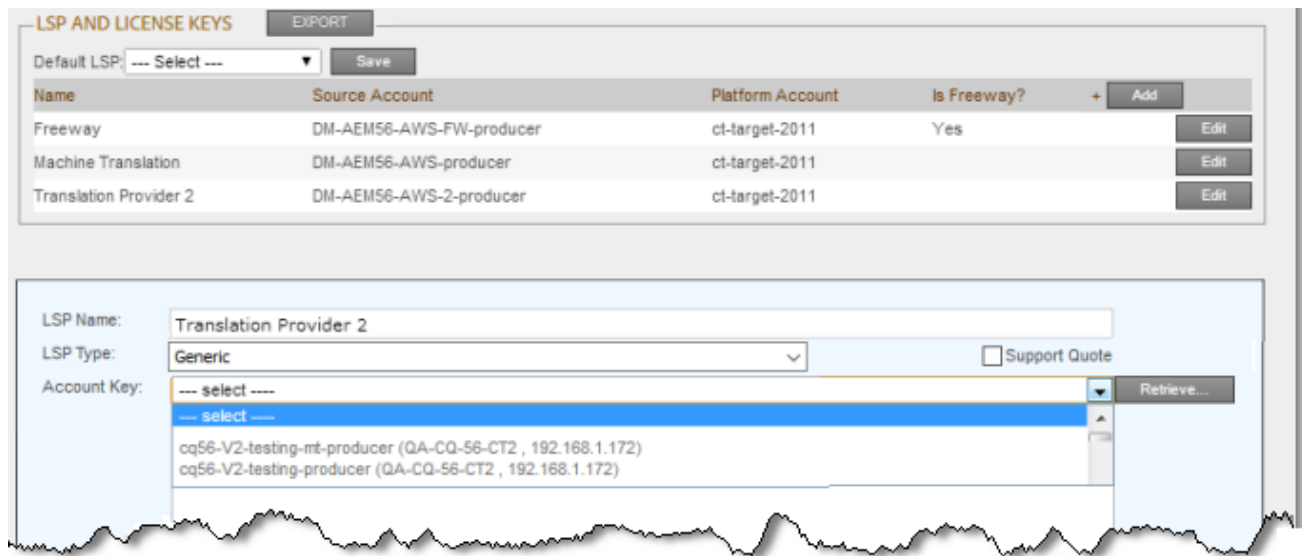 LSP AND LICENSE KEYS EXPORT
Default LSP: --- Select --- Save
Name Source Account Platform Account Is Freeway? + Add
Freeway DM-AEM56-AWS-FW-producer ct-target-2011 Yes Edit
Machine Translation DM-AEM56-AWS-producer ct-target-2011 Edit
Translation Provider 2 DM-AEM56-AWS-2-producer ct-target-2011 Edit
LSP Name: Translation Provider 2
LSP Type: Generic Support Quote
Account Key: --- select ---- Retrieve...
--- select ----
cq56-V2-testing-mt-producer (QA-CQ-56-CT2 , 192.168.1.172)
cq56-V2-testing-producer (QA-CQ-56-CT2 , 192.168.1.172)